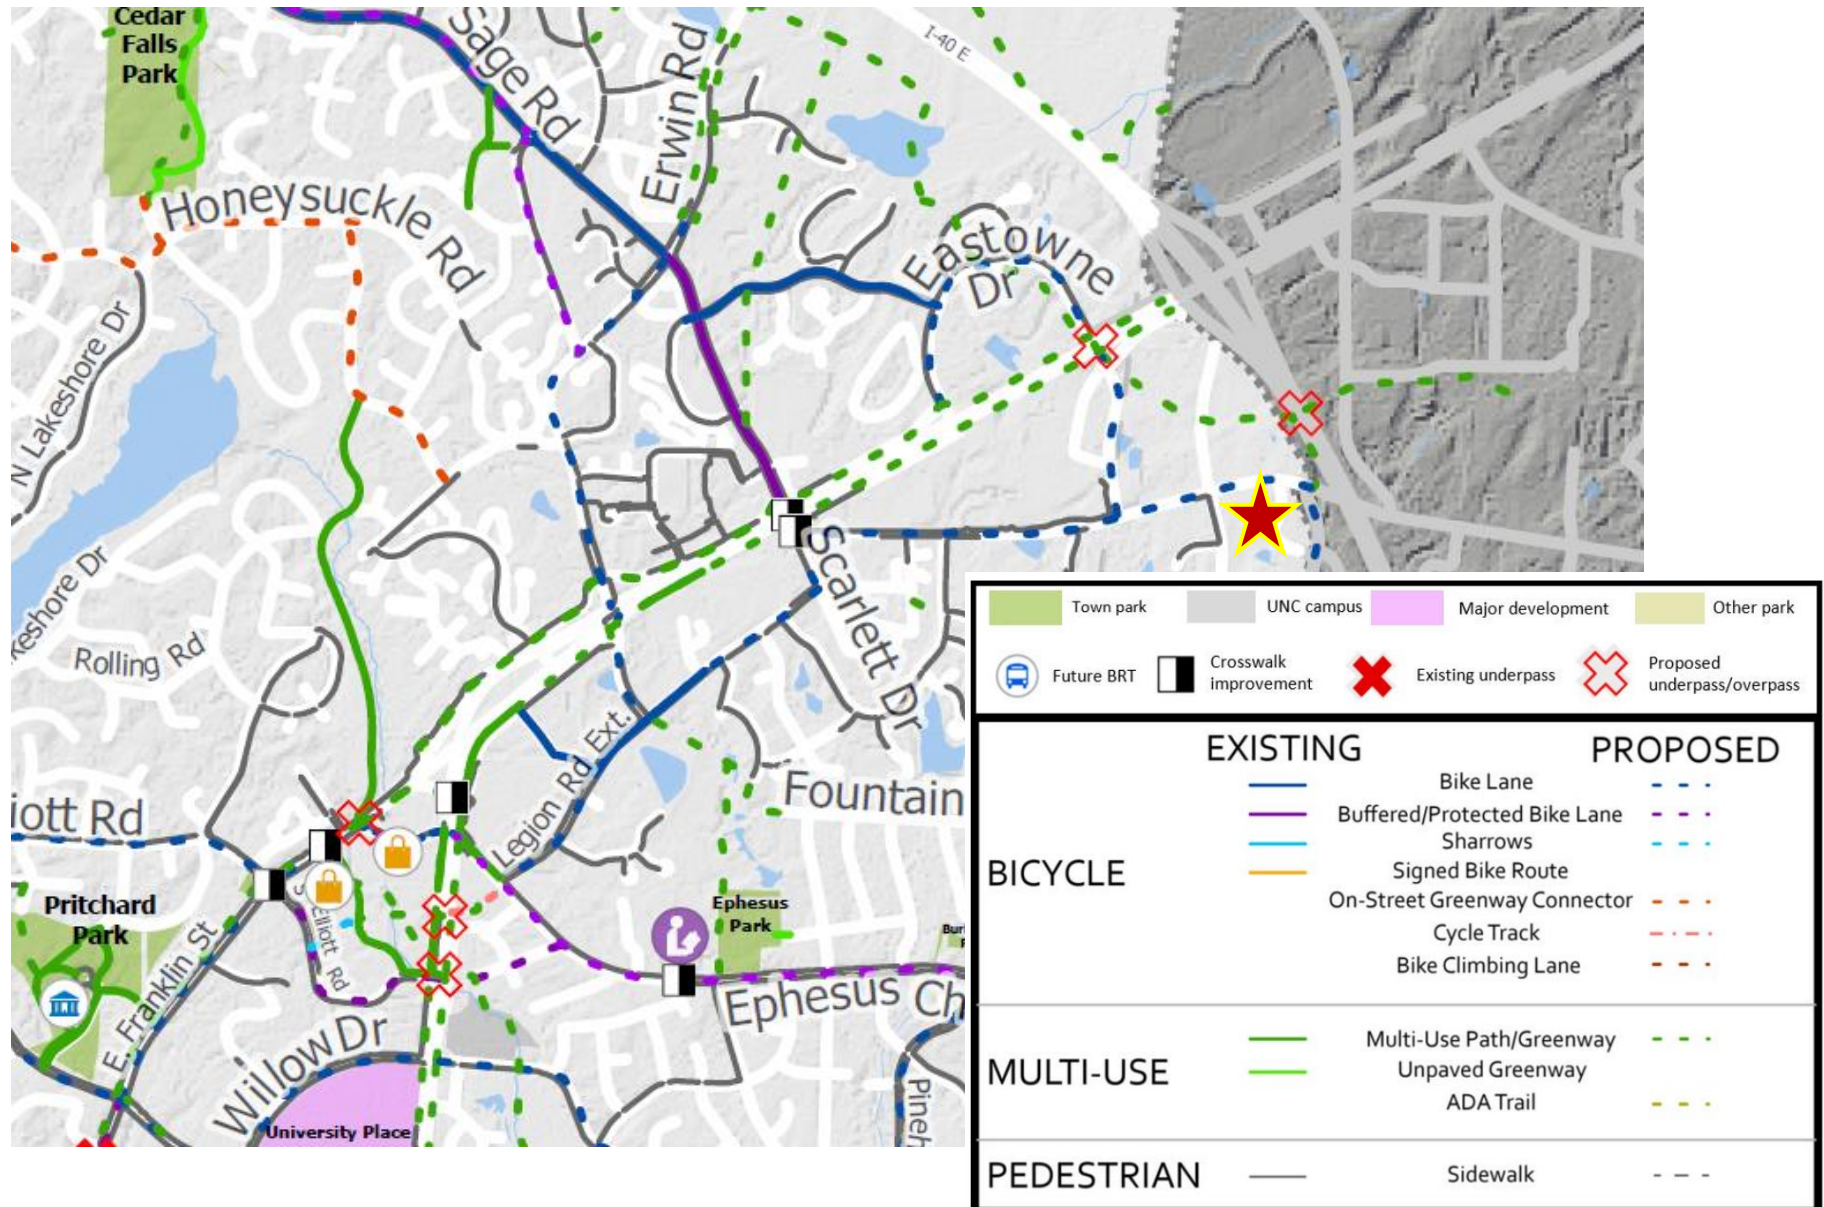 Cedar
Falls
Park
Sage Rd
Erwin Rd
I-40 E
Honeysuckle Rd
Eastowne
Dr
N Lakeshore Dr
keshore Dr
Rolling Rd
Scarlett Dr
Legion Rd Ext.
Fountain
iott Rd
Pritchard
Park
E. Franklin St
S Elliott Rd
Ephesus
Park
Buri
P
Ephesus Ch
Willow Dr
University Place
Pineh
Town park
UNC campus
Major development
Other park
Future BRT
Crosswalk
improvement
Existing underpass
Proposed
underpass/overpass
EXISTING
PROPOSED
BICYCLE
Bike Lane
Buffered/Protected Bike Lane
Sharrows
Signed Bike Route
On-Street Greenway Connector
Cycle Track
Bike Climbing Lane
MULTI-USE
Multi-Use Path/Greenway
Unpaved Greenway
ADA Trail
PEDESTRIAN
Sidewalk